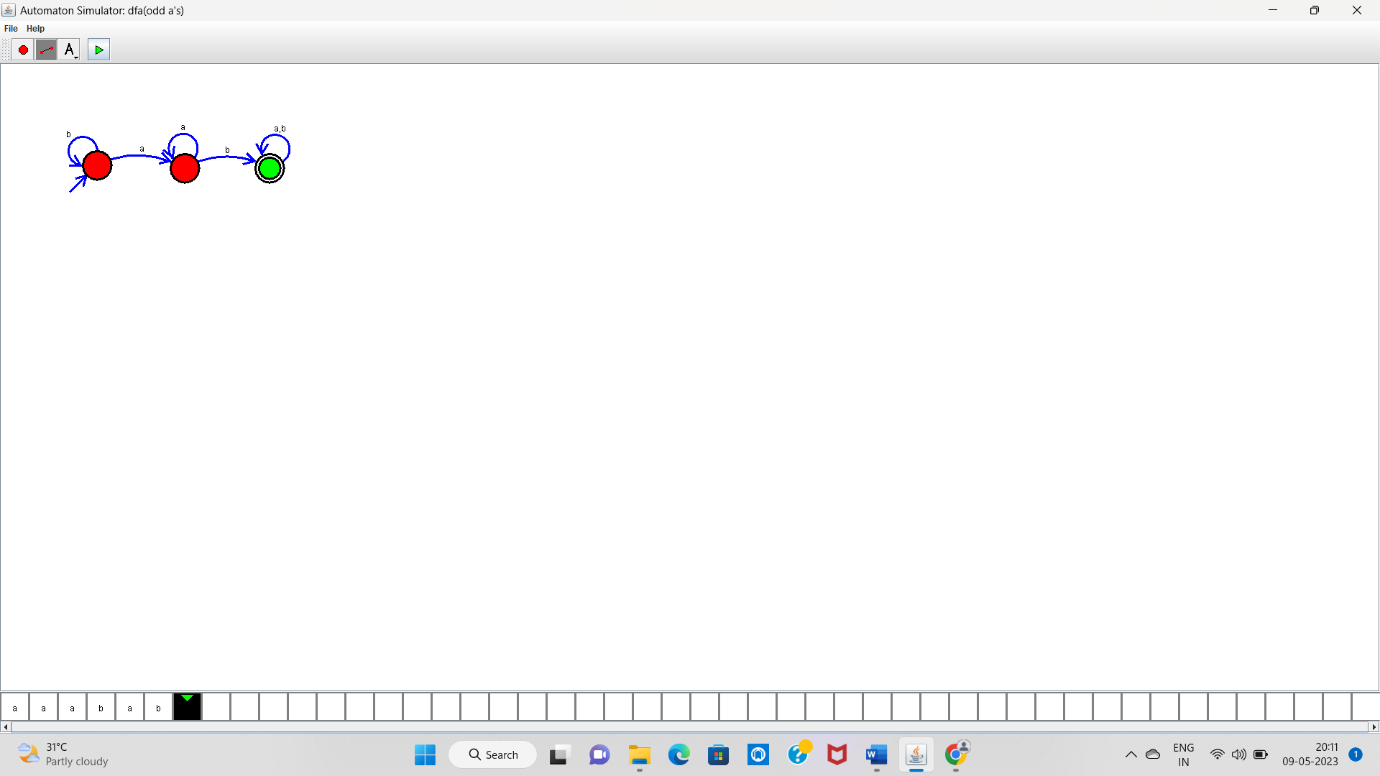 Automaton Simulator: dfa(odd a's)
File Help
A
b a a b a,b
a a a b a b
31°C
Partly cloudy
Search
W
ENG
IN
20:11
09-05-2023
1